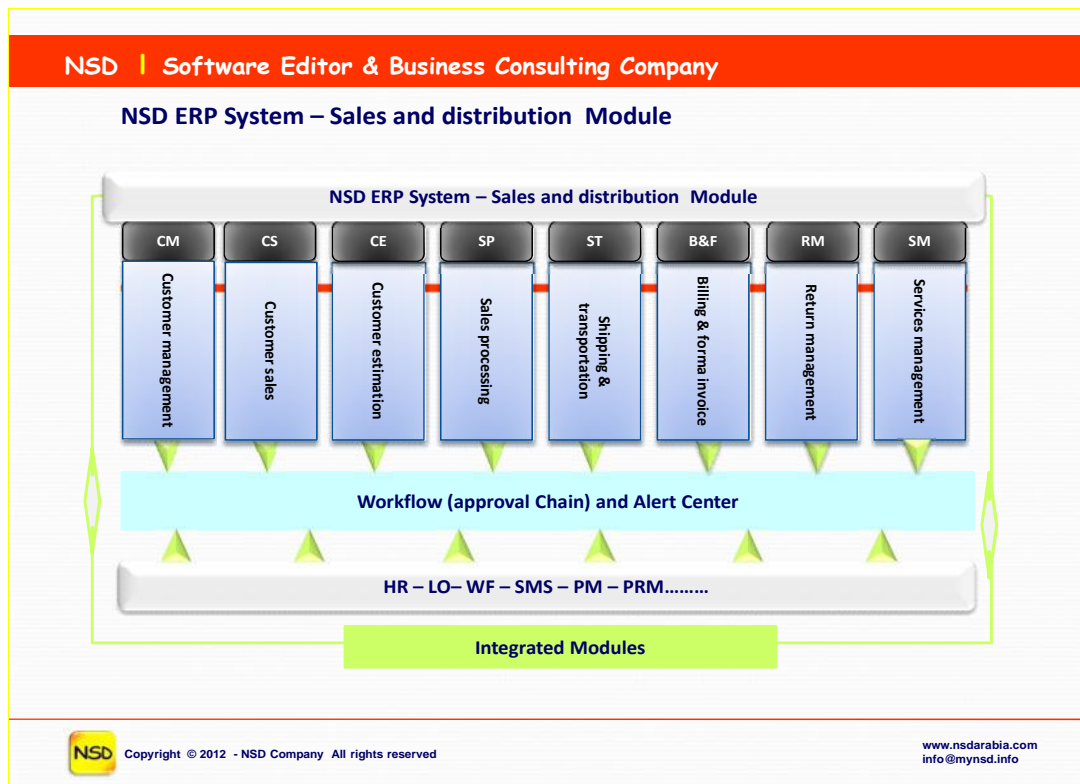 NSD | Software Editor & Business Consulting Company
NSD ERP System – Sales and distribution Module
NSD ERP System – Sales and distribution Module
CM
CS
CE
SP
ST
B&F
RM
SM
Customer management
Customer sales
Customer estimation
Sales processing
Shipping &
transportation
Billing & forma invoice
Return management
Services management
Workflow (approval Chain) and Alert Center
HR – LO– WF – SMS – PM – PRM………
Integrated Modules
NSD
Copyright © 2012 - NSD Company All rights reserved
www.nsdarabia.com
info@mynsd.info